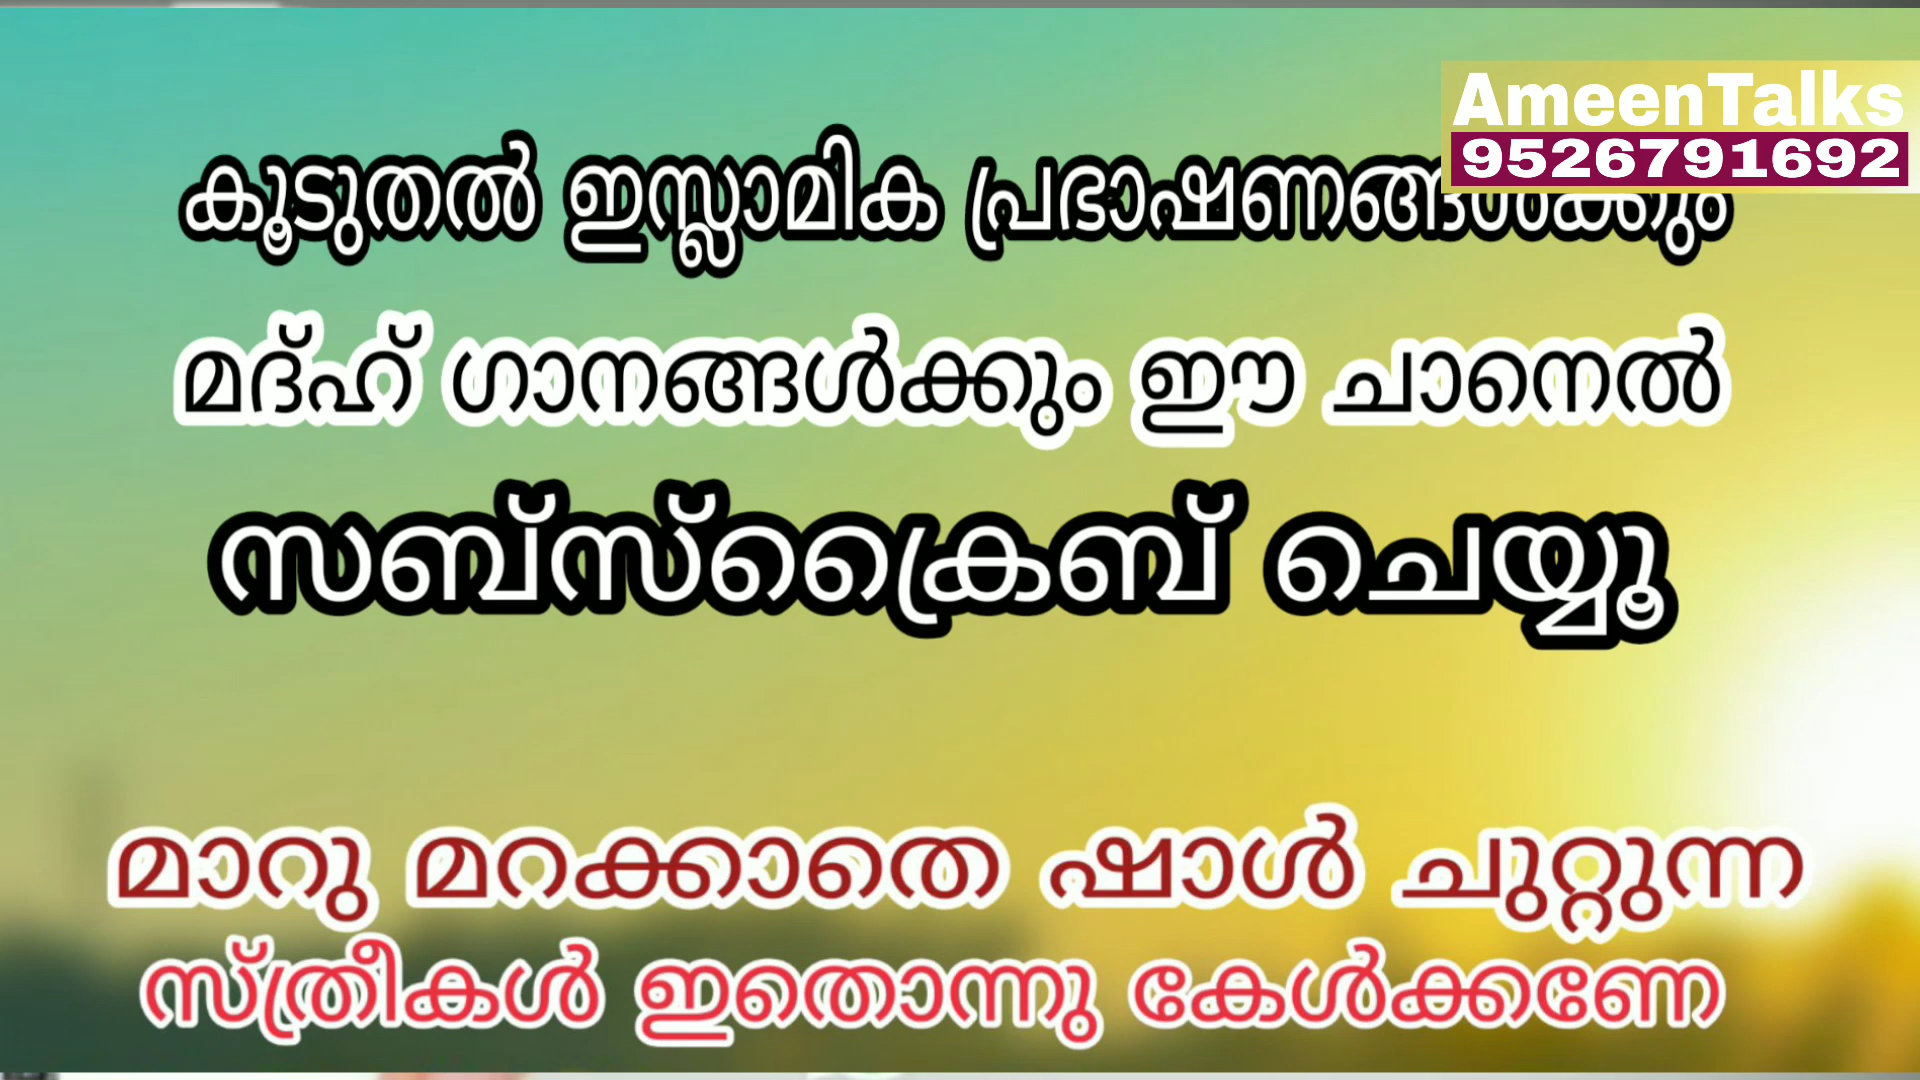 AmeenTalks
9526791692
കൂടുതൽ ഇസ്ലാമിക പ്രഭാഷണങ്ങൾക്കും
മദ്ഹ് ഗാനങ്ങൾക്കും ഈ ചാനെൽ
സബ്സ്ക്രൈബ് ചെയ്യൂ
മാറു മറക്കാതെ ഷാൾ ചുറ്റുന്ന
സ്ത്രീകൾ ഇതൊന്നു കേൾക്കണേ